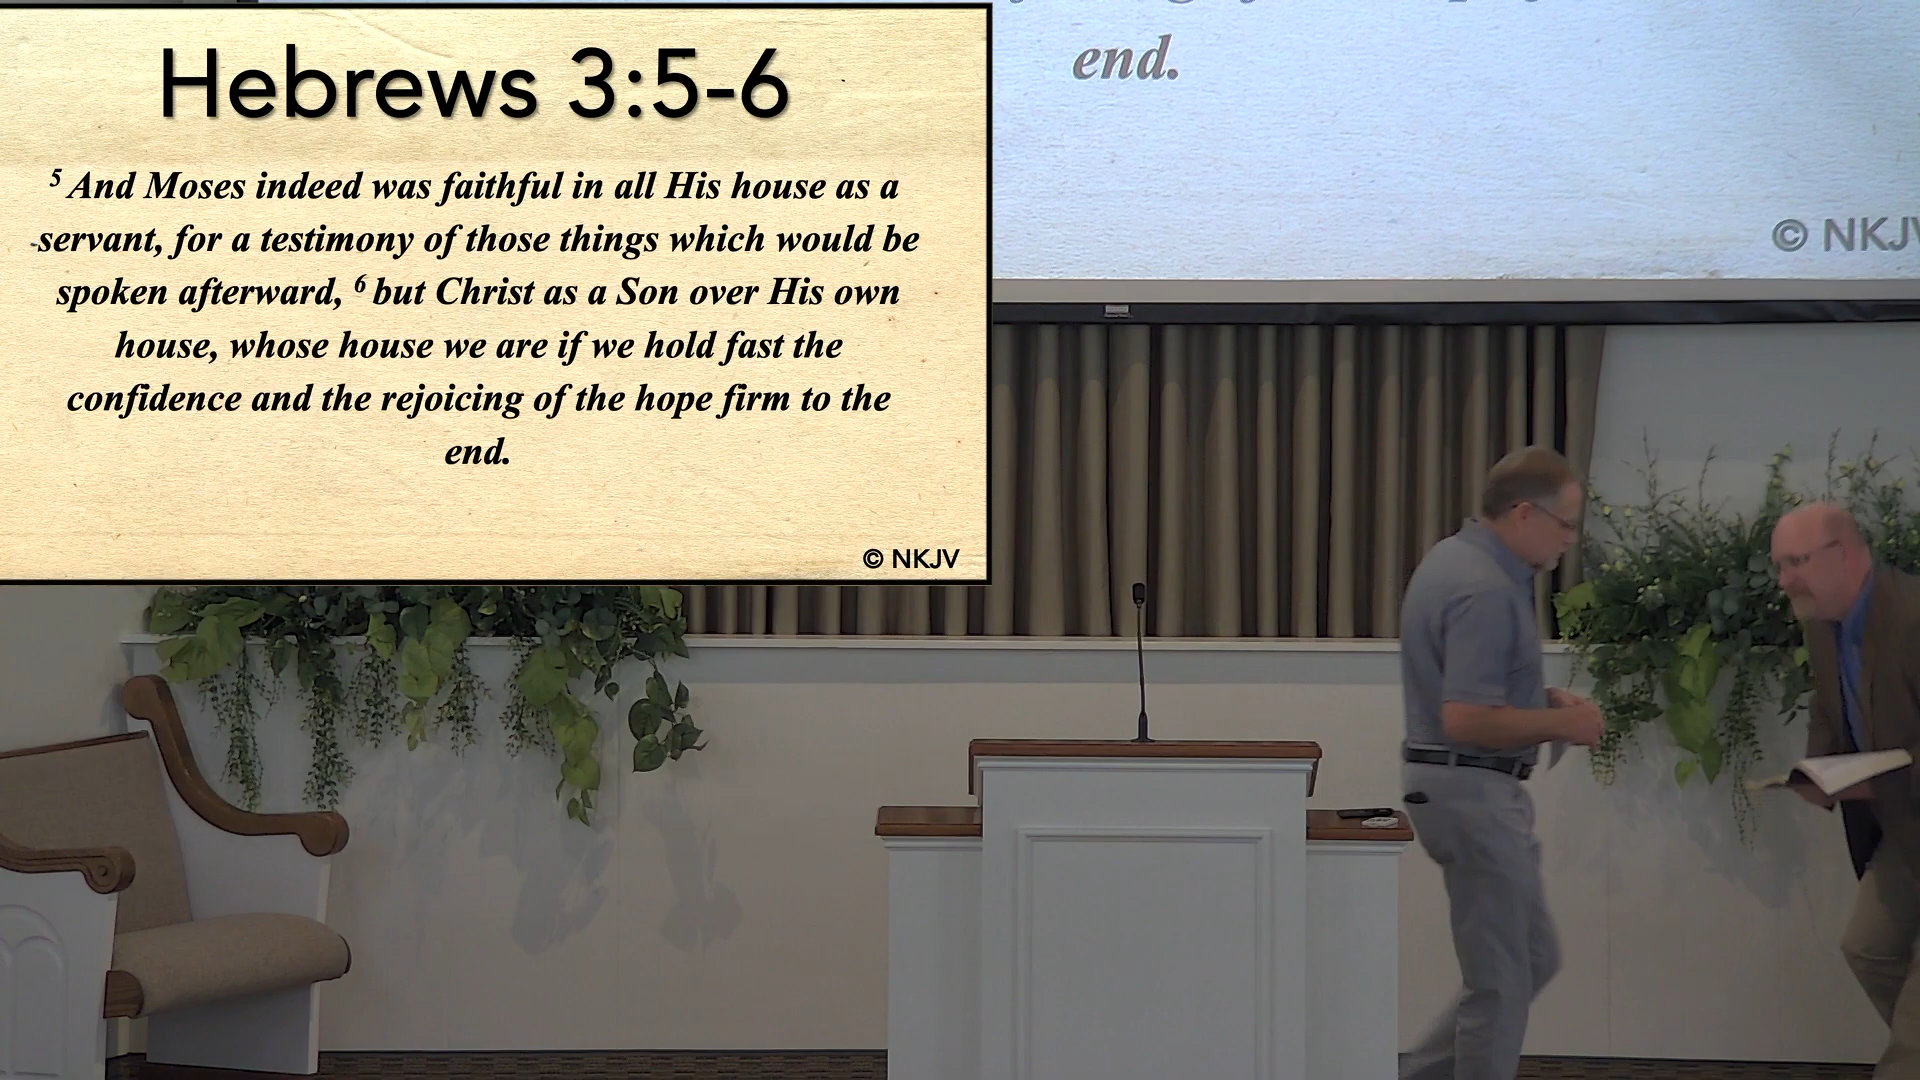 Hebrews 3:5-6
5 And Moses indeed was faithful in all His house as a
servant, for a testimony of those things which would be
spoken afterward, 6 but Christ as a Son over His own
house, whose house we are if we hold fast the
confidence and the rejoicing of the hope firm to the
end.
© NKJV
end.
© NKJV